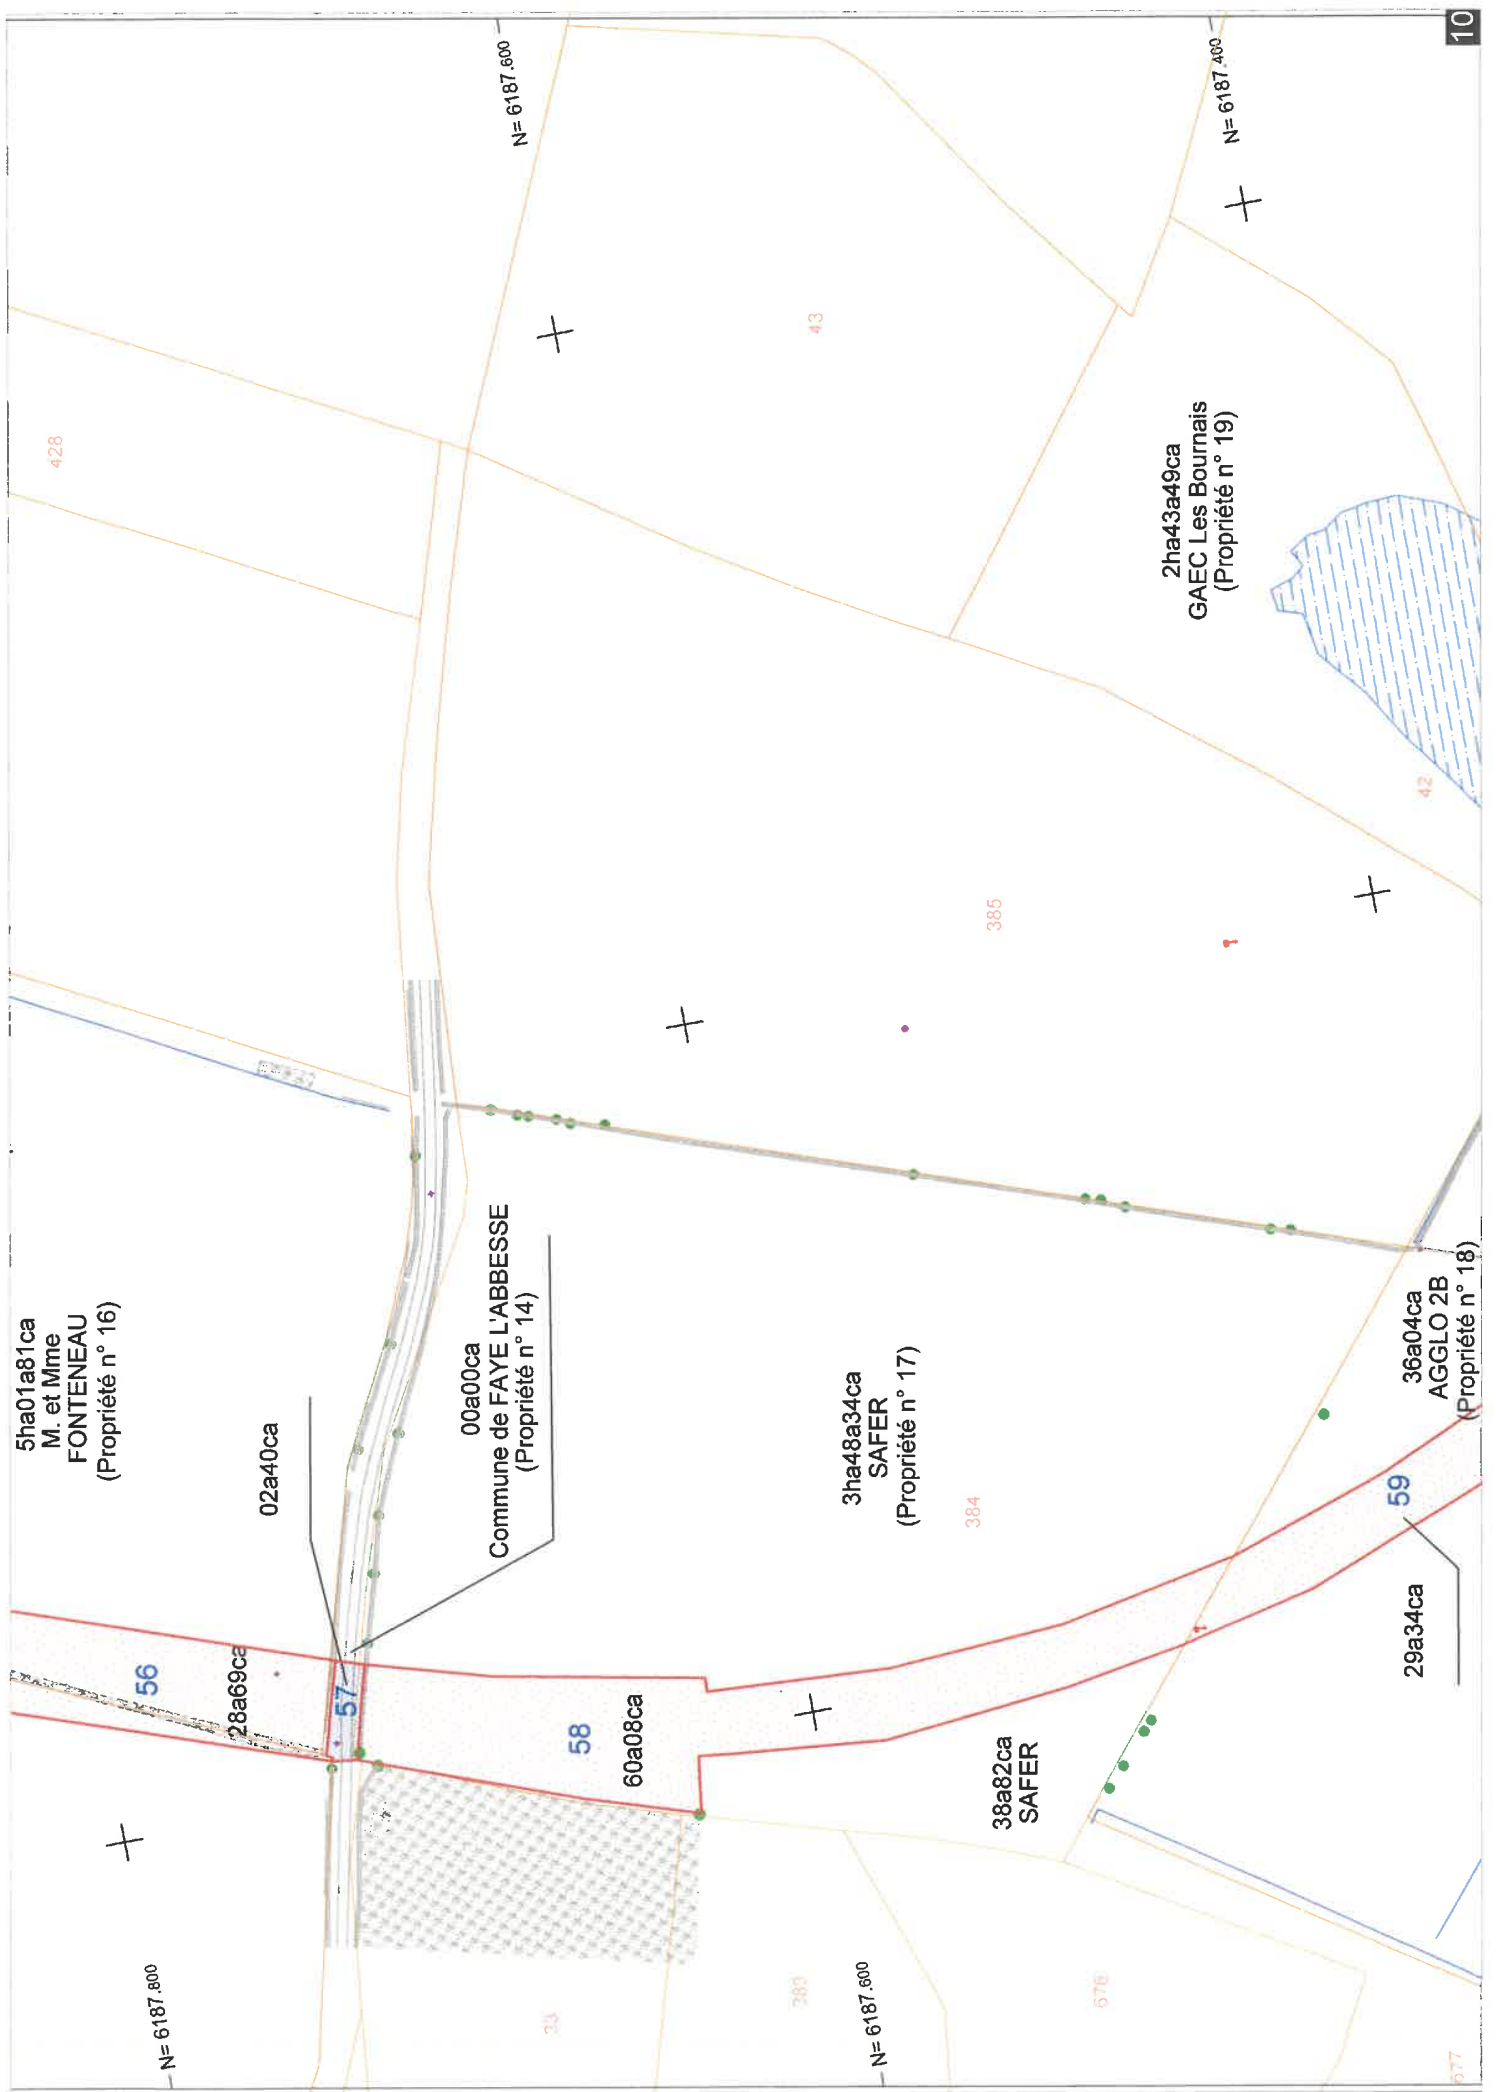 5ha01a81ca
M. et Mme
FONTENEAU
(Propriété n° 16)
428
N= 6187.600
10
02a40ca
00a00ca
Commune de FAYE L'ABBESSE
(Propriété n° 14)
43
N= 6187.400
56
28a69ca
57
58
60a08ca
3ha48a34ca
SAFER
(Propriété n° 17)
384
385
2ha43a49ca
GAEC Les Bournais
(Propriété n° 19)
42
36a04ca
AGGLO 2B
(Propriété n° 18)
59
29a34ca
38a82ca
SAFER
N= 6187.800
33
383
N= 6187.600
676
677